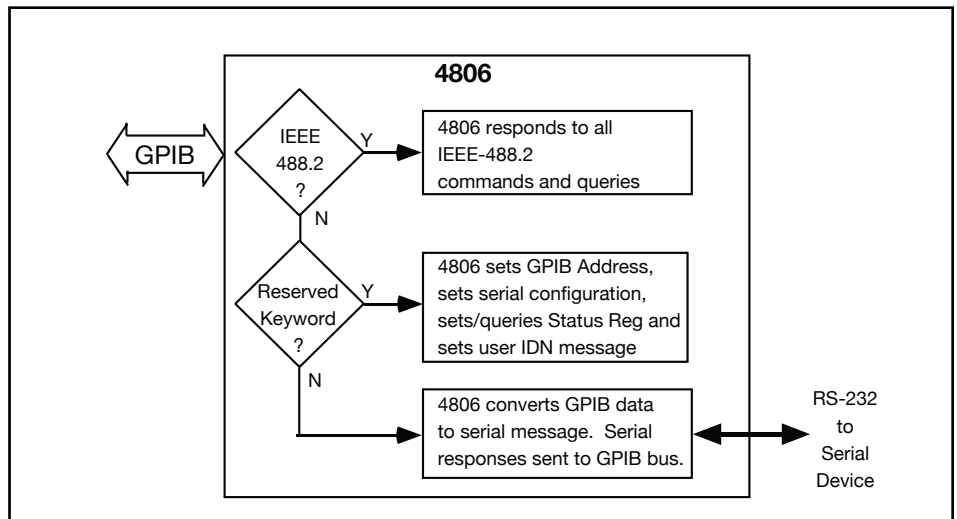 4806
GPIB
IEEE
488.2
?
Y
N
4806 responds to all
IEEE-488.2
commands and queries
Reserved
Keyword
?
Y
N
4806 sets GPIB Address,
sets serial configuration,
sets/queries Status Reg and
sets user IDN message
4806 converts GPIB data
to serial message.  Serial
responses sent to GPIB bus.
RS-232
to
Serial
Device